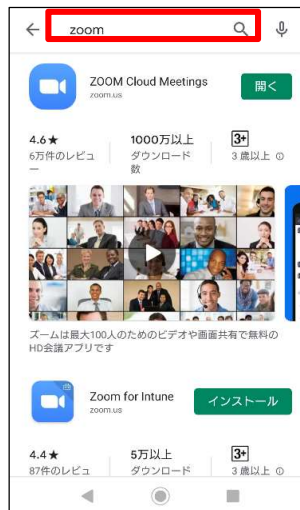 zoom
ZOOM Cloud Meetings
zoom.us
開く
4.6★
6万件のレビュ
ー
1000万以上
ダウンロード
数
3+
3 歳以上
ズームは最大100人のためのビデオや画面共有で無料の
HD会議アプリです
Zoom for Intune
zoom.us
インストール
4.4★
87件のレビュ
5万以上
ダウンロード
3+
3 歳以上